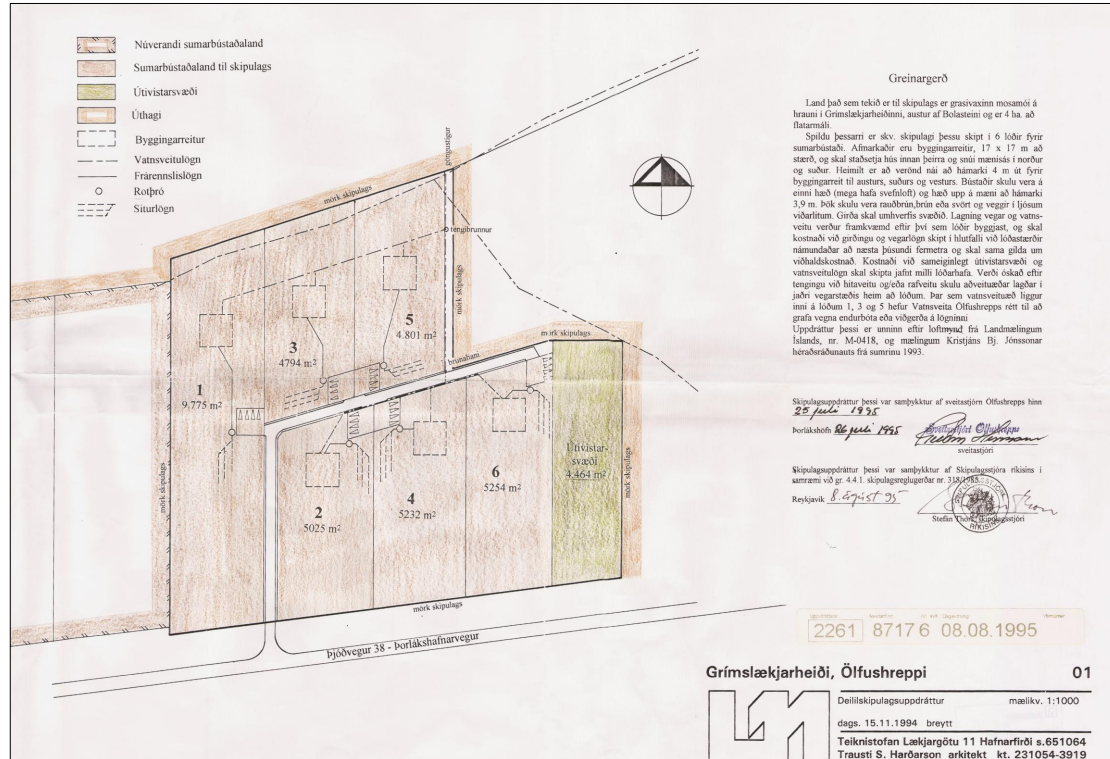 Núverandi sumarbústaðaland
Sumarbústaðaland til skipulags
Útivistarsvæði
Úthagi
Byggingarreitur
Vatnsveitulögn
Frárennslislögn
Rotþró
Siturlögn
göngustígur
mörk skipulags
tengibrunnur
mörk skipulags
5
4.801 m²
3
4794 m²
brunahani
mörk skipulags
1
9.775 m²
mörk skipulags
2
5025 m²
4
5232 m²
6
5254 m²
Útivistar-
svæði
4.464 m²
mörk skipulags
mörk skipulags
Þjóðvegur 38 - Þorlákshafnarvegur
Greinargerð
Land það sem tekið er til skipulags er grasivaxinn mosamói á
hrauni í Grímslækjarheiðinni, austur af Bolasteini og er 4 ha. að
flatarmáli.
Spildu þessarri er skv. skipulagi þessu skipt í 6 lóðir fyrir
sumarbústaði. Afmarkaðir eru byggingarreitir, 17 x 17 m að
stærð, og skal staðsetja hús innan þeirra og snúi mænisás í norður
og suður. Heimilt er að verönd nái að hámarki 4 m út fyrir
byggingarreit til austurs, suðurs og vesturs. Bústaðir skulu vera á
einni hæð (mega hafa svefnloft) og hæð upp á mæni að hámarki
3,9 m. Þök skulu vera rauðbrún,brún eða svört og veggir í ljósum
viðarlitum. Girða skal umhverfis svæðið. Lagning vegar og vatns-
veitu verður framkvæmd eftir því sem lóðir byggjast, og skal
kostnaði við girðingu og vegarlögn skipt í hlutfalli við lóðastærðir
námundaðar að næsta þúsundi fermetra og skal sama gilda um
viðhaldskostnað. Kostnaði við sameiginlegt útivistarsvæði og
vatnsveitulögn skal skipta jafnt milli lóðarhafa. Verði óskað eftir
tengingu við hitaveitu og/eða rafveitu skulu aðveituæðar lagðar í
jaðri vegarstæðis heim að lóðum. Þar sem vatnsveituæð liggur
inni á lóðum 1, 3 og 5 hefur Vatnsveita Ölfushrepps rétt til að
grafa vegna endurbóta eða viðgerða á lögninni
Uppdráttur þessi er unninn eftir loftmynd frá Landmælingum
Íslands, nr. M-0418, og mælingum Kristjáns Bj. Jónssonar
héraðsráðunauts frá sumrinu 1993.
Skipulagsuppdráttur þessi var samþykktur af sveitastjórn Ölfushrepps hinn
25 júlí 1995
Þorlákshöfn 26 júlí 1995
Sveitarstjóri Ölfushrepps
sveitastjóri
Skipulagsuppdráttur þessi var samþykktur af Skipulagsstjóra ríkisins í
samræmi við gr. 4.4.1. skipulagsreglugerðar nr. 318/1985.
Reykjavík 8. ágúst 95
Stefán Thors, skipulagsstjóri
2261 87176 08.08.1995
Grímslækjarheiði, Ölfushreppi 01
Deiliskipulagsuppdráttur mælikv. 1:1000
dags. 15.11.1994 breytt
Teiknistofan Lækjargötu 11 Hafnarfirði s.651064
Trausti S. Harðarson arkitekt kt. 231054-3919